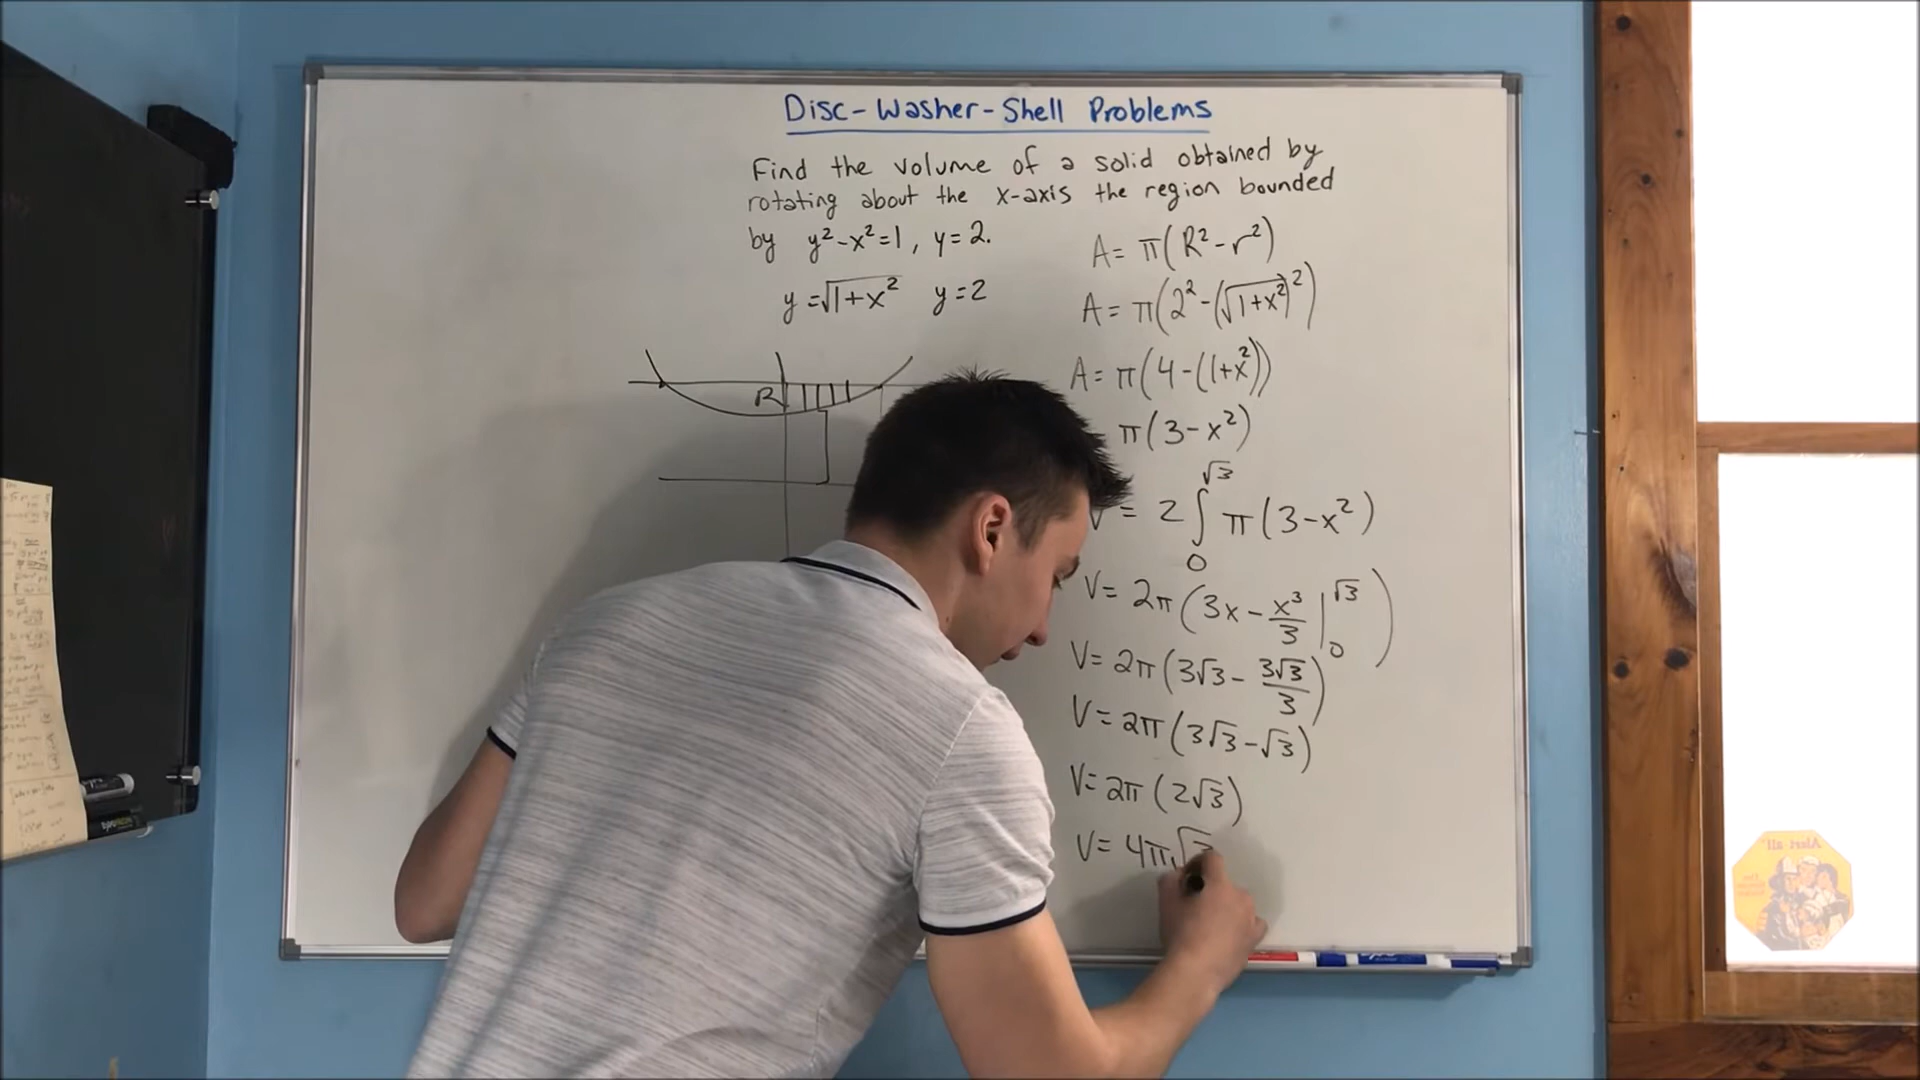 Disc-Washer-Shell Problems
Find the volume of a solid obtained by
rotating about the x-axis the region bounded
by y²-x²=1, y=2.
y=√1+x² y=2
R
A= π(R²-r²)
A= π(2²-(√1+x²)²)
A= π(4-(1+x²))
π(3-x²)
V= 2∫₀^√3 π(3-x²)
V= 2π(3x-x³/3|₀^√3)
V= 2π(3√3-3√3/3)
V= 2π(3√3-√3)
V= 2π(2√3)
V= 4π√
Alert-all